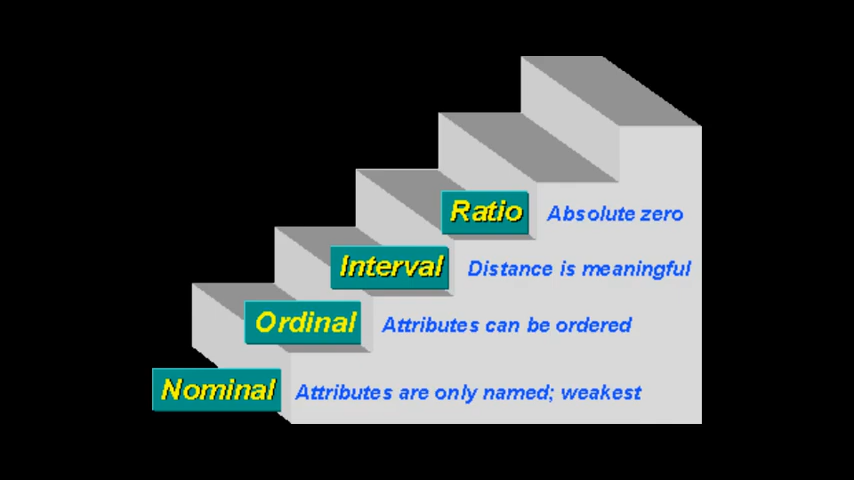 Ratio Absolute zero
Interval Distance is meaningful
Ordinal Attributes can be ordered
Nominal Attributes are only named; weakest